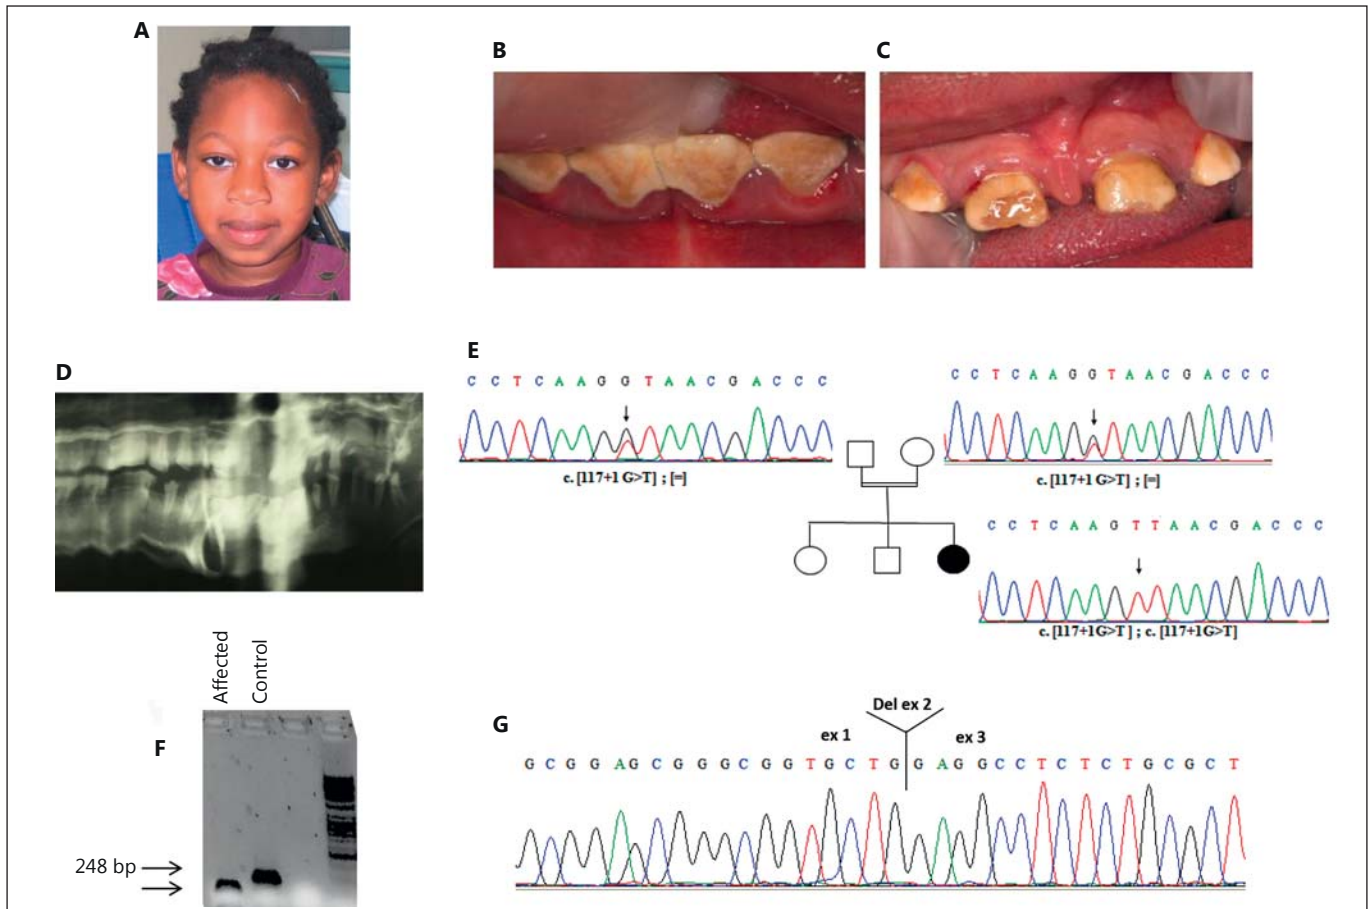 A
B
C
D
E
C C T C A A G G T A A C G A C C C
c. [117+1 G>T] ; [=]
C C T C A A G G T A A C G A C C C
c. [117+1 G>T] ; [=]
C C T C A A G T T A A C G A C C C
c. [117+1G>T] ; c. [117+1G>T]
F
Affected
Control
248 bp
G
Del ex 2
ex 1
ex 3
G C G G A G C G G G C G G T G C T G G A G G C C T C T C T G C G C T